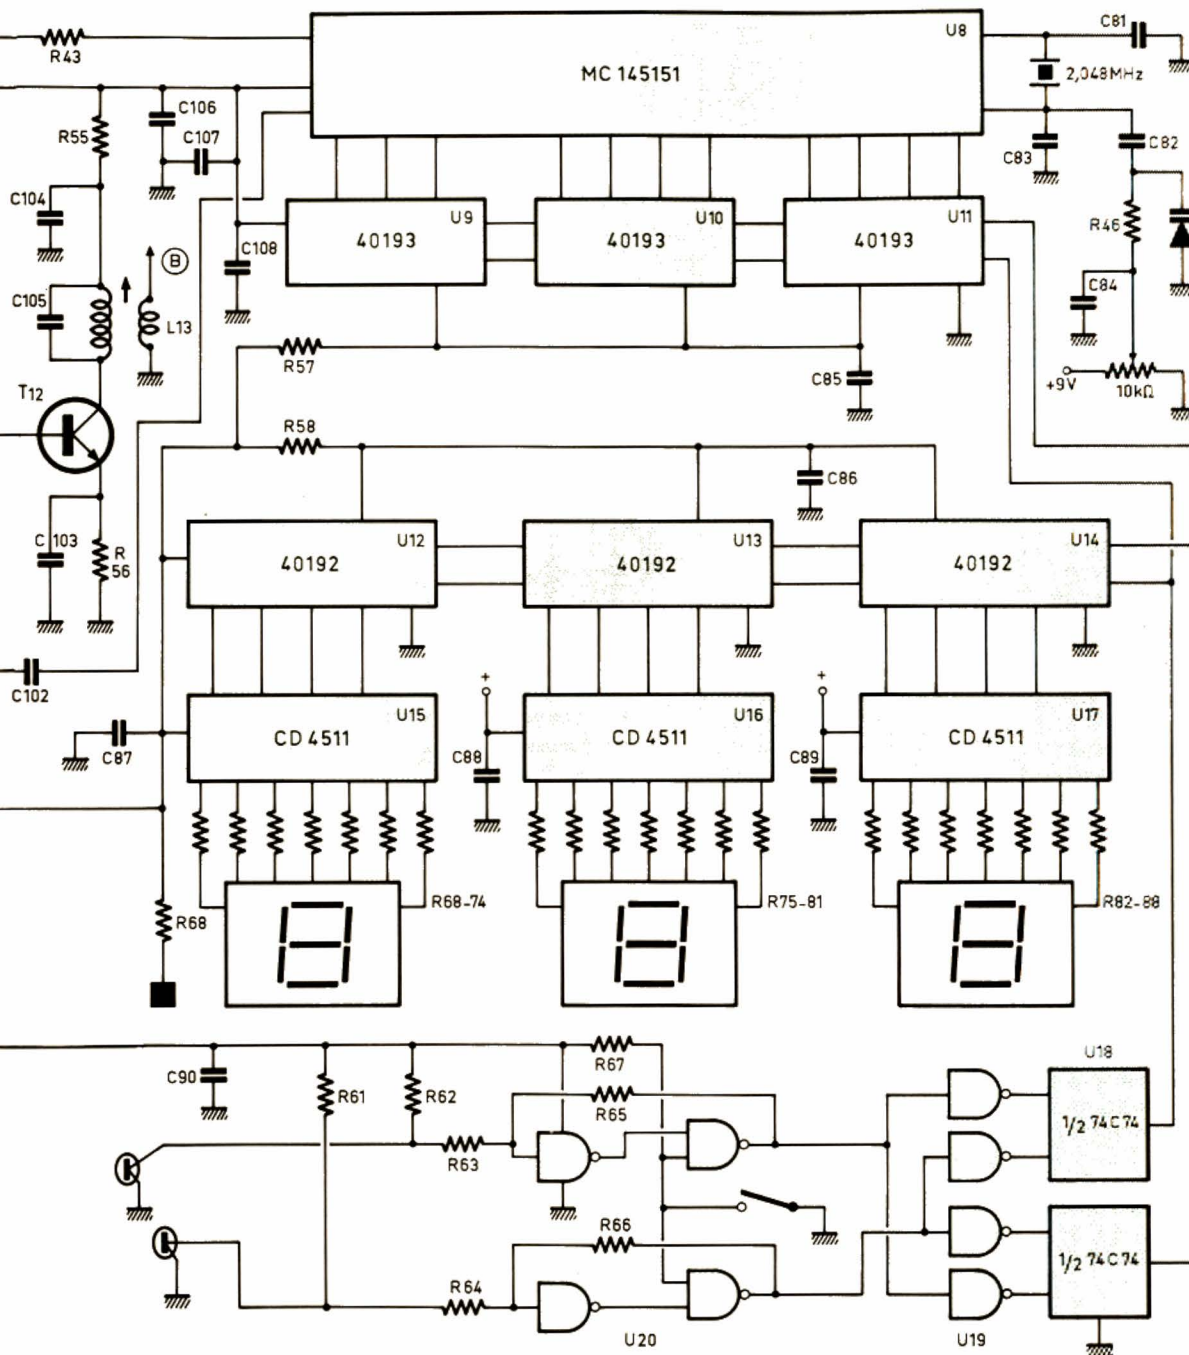 R43
MC 145151
U8
C81
2,048MHz
C106
C107
R55
C83
C82
C104
U9
40193
U10
40193
U11
40193
R46
C108
B
C105
L13
C84
R57
C85
+9V
10kΩ
T12
R58
C86
C 103
R
56
U12
40192
U13
40192
U14
40192
C102
+
+
U15
CD 4511
U16
CD 4511
U17
CD 4511
C87
C88
C89
R68
R68-74
R75-81
R82-88
R67
U18
C90
R61
R62
R65
1/2 74C74
R63
R66
1/2 74C74
R64
U20
U19